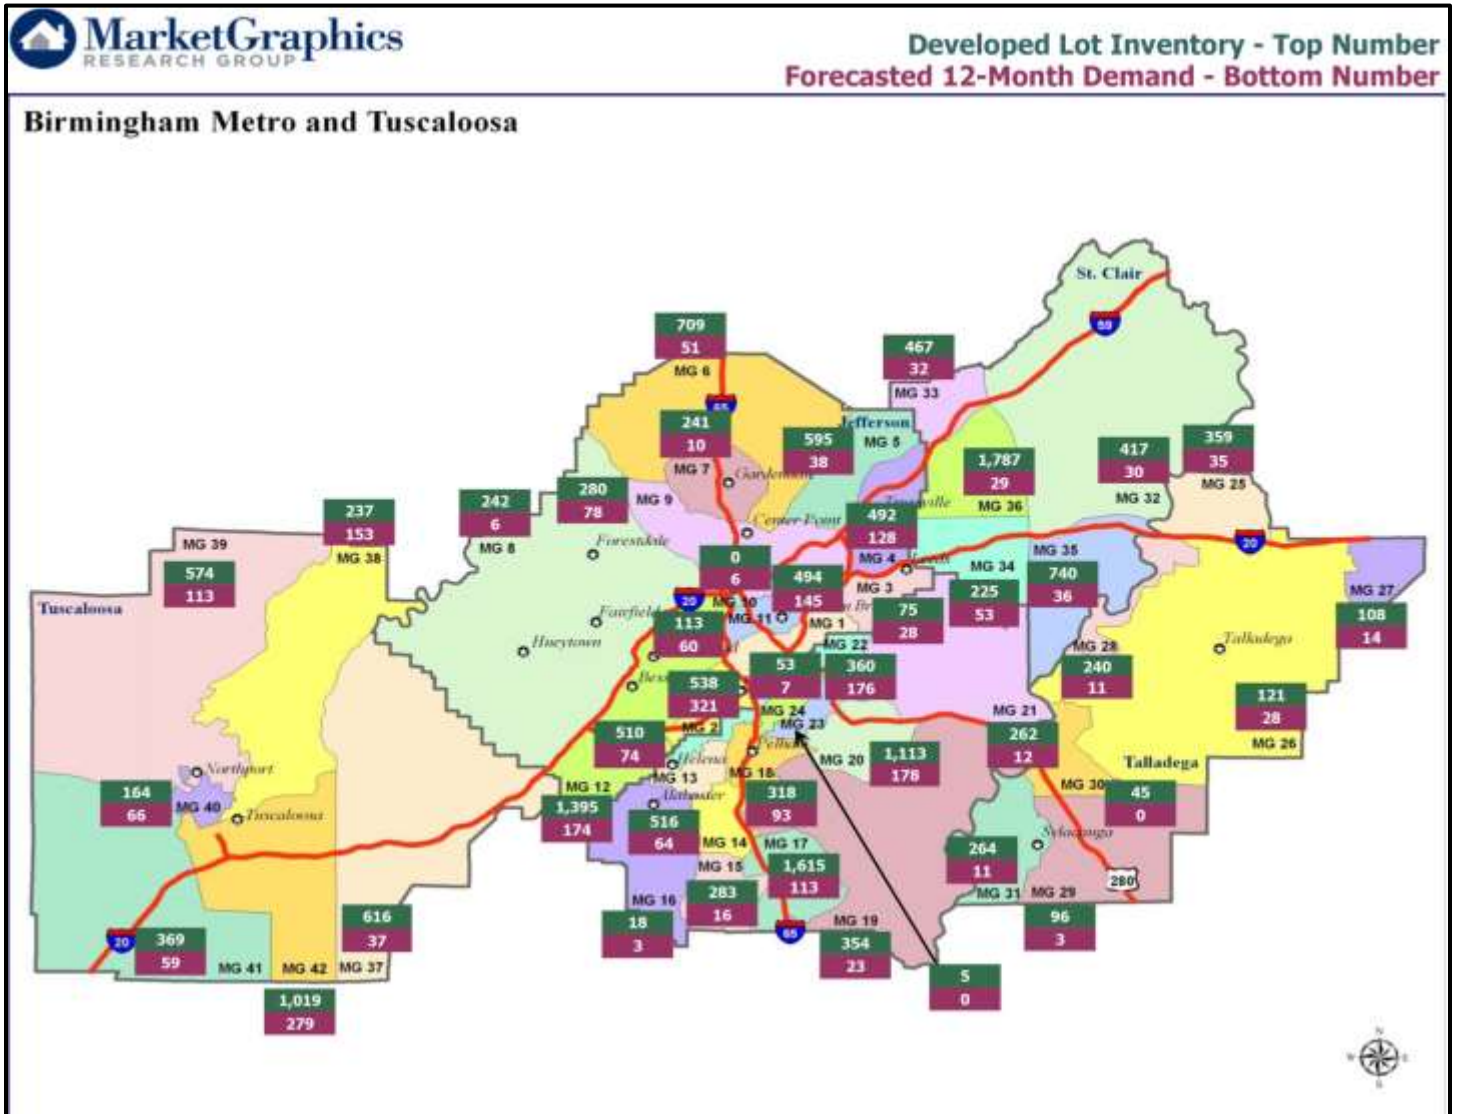 MarketGraphics
RESEARCH GROUP
Developed Lot Inventory - Top Number
Forecasted 12-Month Demand - Bottom Number
Birmingham Metro and Tuscaloosa
St. Clair
59
709
51
MG 6
467
32
MG 33
65
241
10
MG 7
Jefferson
595
38
MG 5
359
35
MG 25
417
30
MG 32
1,787
29
MG 36
280
78
MG 9
242
6
MG 8
237
153
MG 38
MG 39
574
113
Tuscaloosa
Center Point
492
128
MG 4
Forestdale
20
MG 35
740
36
MG 34
225
53
0
6
MG 10
494
145
MG 3
Leeds
MG 27
108
14
20
Fairfield
MG 11
MG 1
75
28
113
60
Hueytown
MG 22
360
176
MG 28
240
11
Talladega
53
7
MG 24
538
321
MG 2
MG 21
262
12
121
28
MG 26
510
74
MG 23
Helena
MG 13
MG 18
MG 20
1,113
178
Talladega
Northport
164
66
MG 40
Tuscaloosa
MG 12
1,395
174
Alabaster
318
93
MG 30
45
0
516
64
MG 14
MG 17
Sylacauga
MG 15
1,615
113
264
11
280
MG 31
MG 29
283
16
MG 16
18
3
96
3
MG 19
354
23
65
616
37
20
369
59
MG 41
MG 42
MG 37
5
0
1,019
279
N
W
E
S